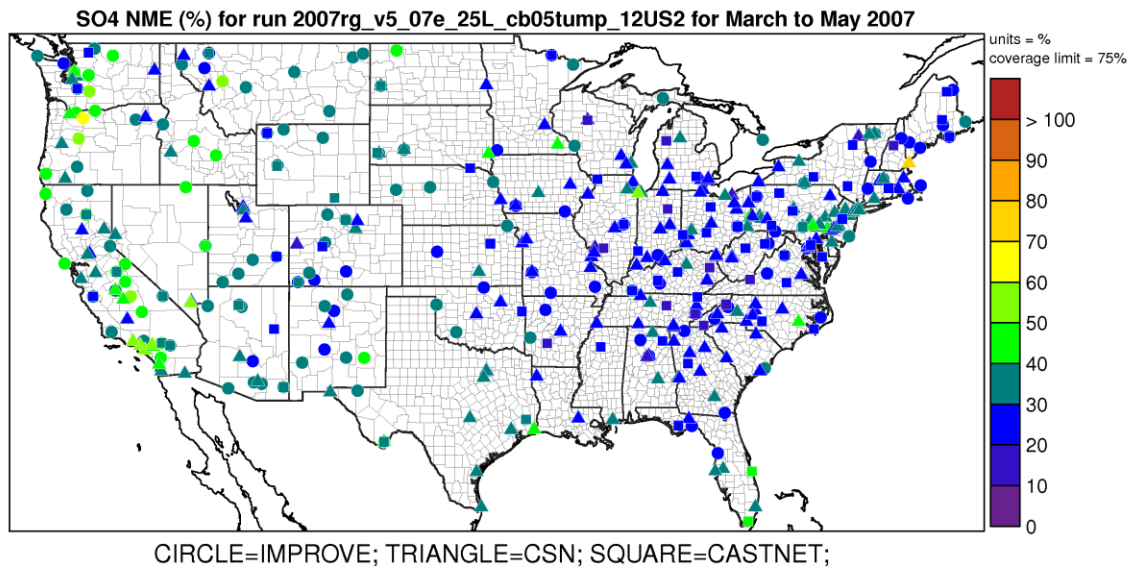 SO4 NME (%) for run 2007rg_v5_07e_25L_cb05tump_12US2 for March to May 2007
units = %
coverage limit = 75%
> 100
90
80
70
60
50
40
30
20
10
0
CIRCLE=IMPROVE; TRIANGLE=CSN; SQUARE=CASTNET;